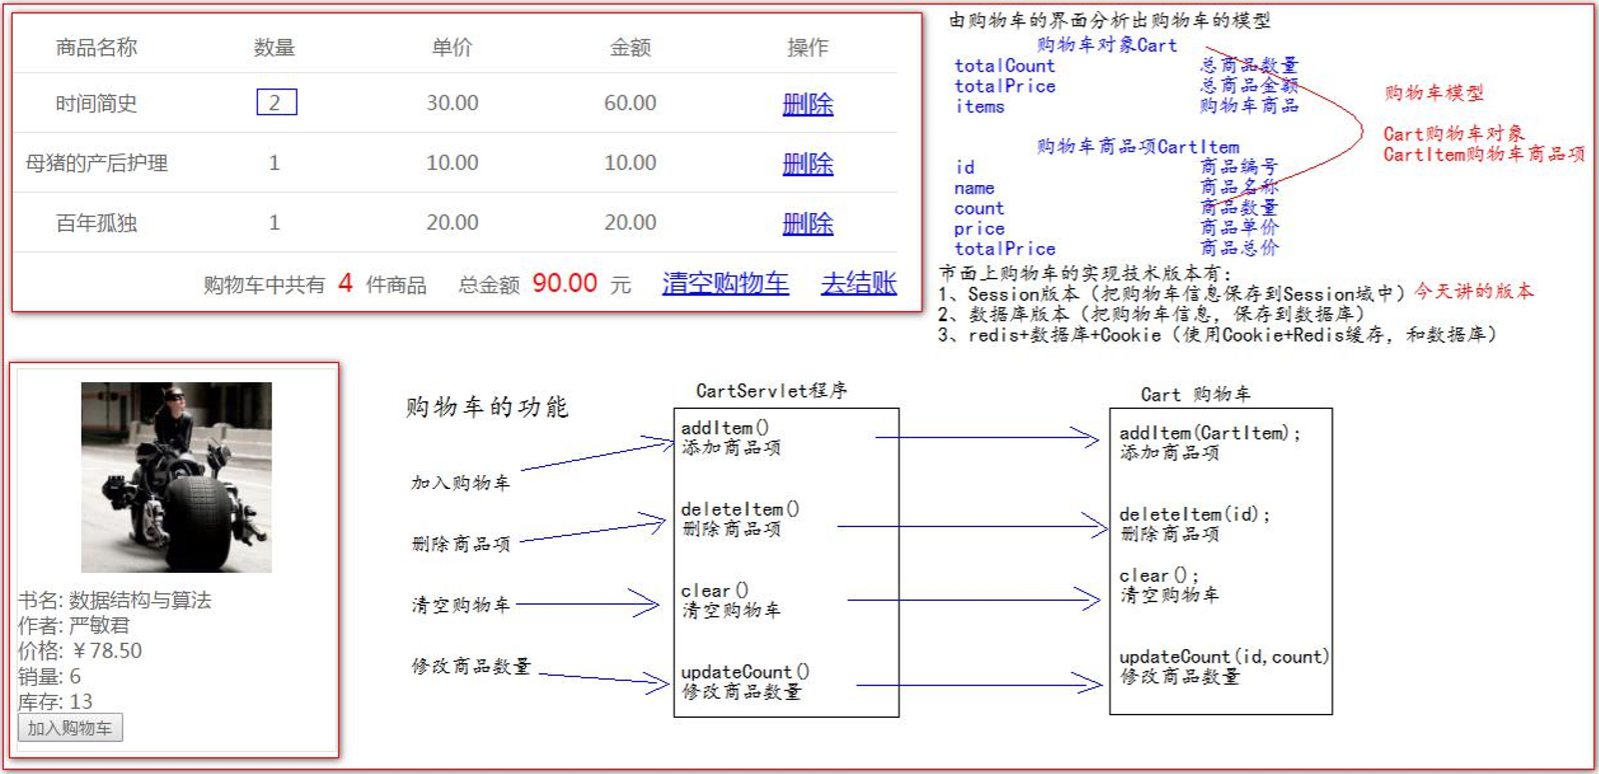 商品名称 数量 单价 金额 操作
时间简史 2 30.00 60.00 删除
母猪的产后护理 1 10.00 10.00 删除
百年孤独 1 20.00 20.00 删除
购物车中共有 4 件商品 总金额 90.00 元 清空购物车 去结账
由购物车的界面分析出购物车的模型
购物车对象Cart
totalCount 总商品数量
totalPrice 总商品金额
items 购物车商品
购物车商品项CartItem
id 商品编号
name 商品名称
count 商品数量
price 商品单价
totalPrice 商品总价
购物车模型
Cart购物车对象
CartItem购物车商品项
市面上购物车的实现技术版本有:
1、Session版本（把购物车信息保存到Session域中）今天讲的版本
2、数据库版本（把购物车信息，保存到数据库）
3、redis+数据库+Cookie（使用Cookie+Redis缓存，和数据库）
书名: 数据结构与算法
作者: 严敏君
价格: ￥78.50
销量: 6
库存: 13
加入购物车
购物车的功能
加入购物车
删除商品项
清空购物车
修改商品数量
CartServlet程序
addItem()
添加商品项
deleteItem()
删除商品项
clear()
清空购物车
updateCount()
修改商品数量
Cart 购物车
addItem(CartItem);
添加商品项
deleteItem(id);
删除商品项
clear();
清空购物车
updateCount(id,count)
修改商品数量